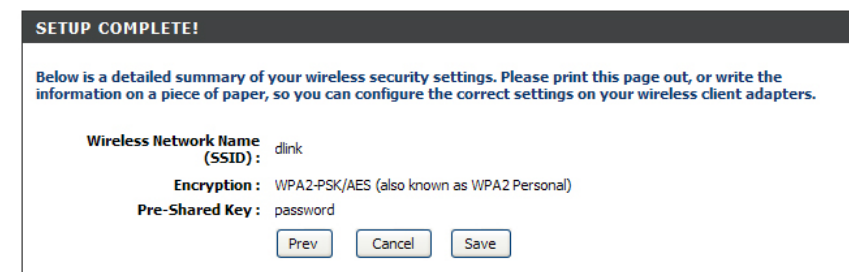 SETUP COMPLETE!
Below is a detailed summary of your wireless security settings. Please print this page out, or write the
information on a piece of paper, so you can configure the correct settings on your wireless client adapters.
Wireless Network Name
(SSID) : dlink
Encryption : WPA2-PSK/AES (also known as WPA2 Personal)
Pre-Shared Key : password
Prev Cancel Save